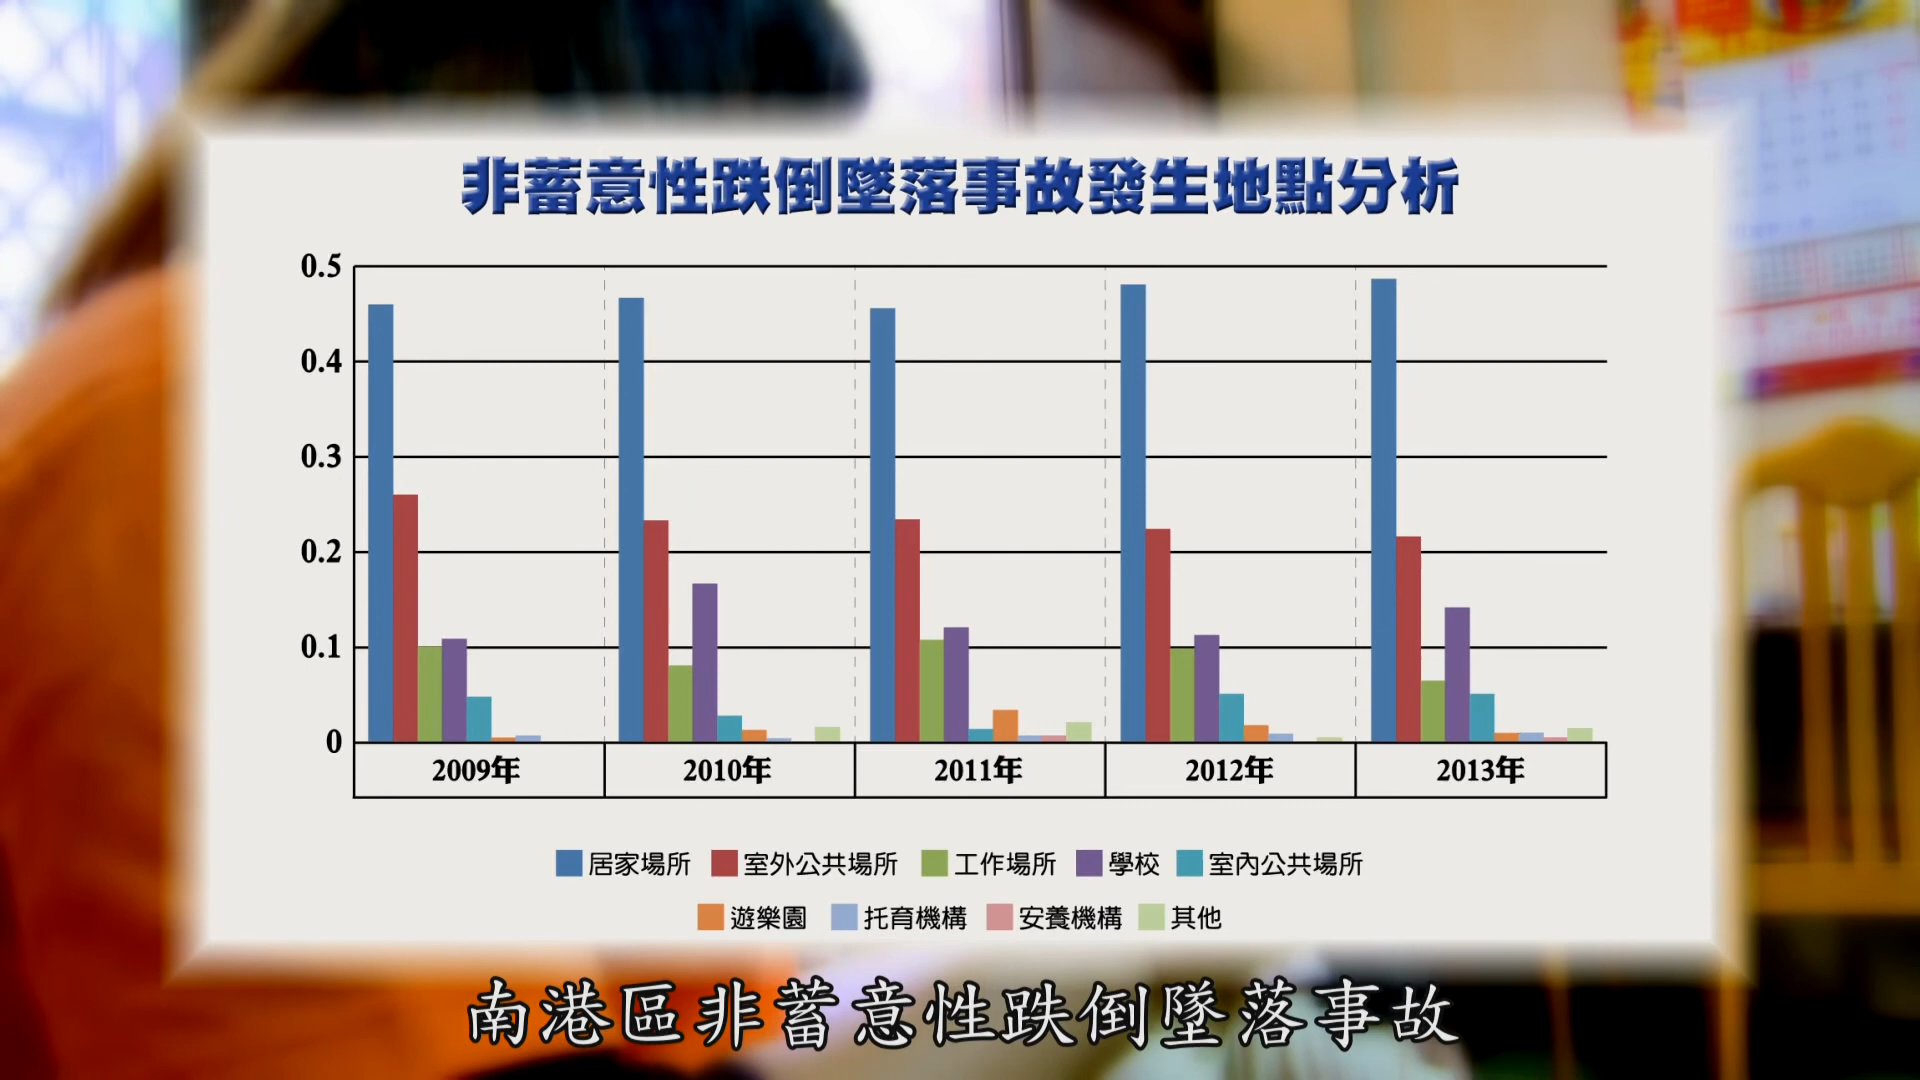 非蓄意性跌倒墜落事故發生地點分析
0.5
0.4
0.3
0.2
0.1
0
2009年 2010年 2011年 2012年 2013年
居家場所 室外公共場所 工作場所 學校 室內公共場所
遊樂園 托育機構 安養機構 其他
南港區非蓄意性跌倒墜落事故